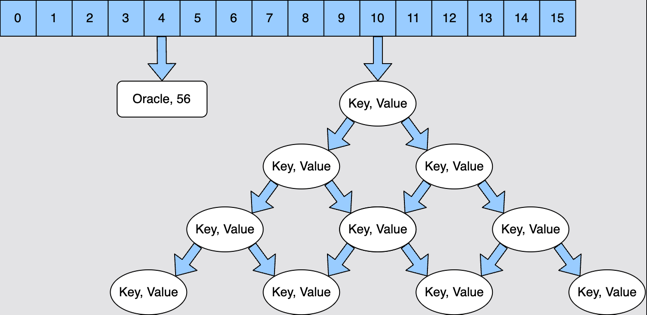 0 1 2 3 4 5 6 7 8 9 10 11 12 13 14 15
Oracle, 56
Key, Value
Key, Value Key, Value
Key, Value Key, Value Key, Value
Key, Value Key, Value Key, Value Key, Value